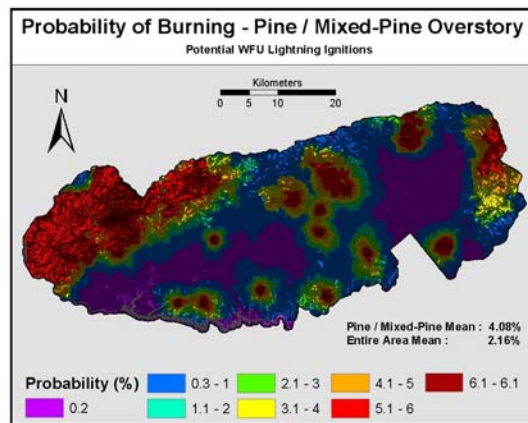 Probability of Burning - Pine / Mixed-Pine Overstory
Potential WFU Lightning Ignitions
Kilometers
0 5 10 20
N
Pine / Mixed-Pine Mean : 4.08%
Entire Area Mean : 2.16%
Probability (%)
0.3 - 1
2.1 - 3
4.1 - 5
6.1 - 6.1
0.2
1.1 - 2
3.1 - 4
5.1 - 6